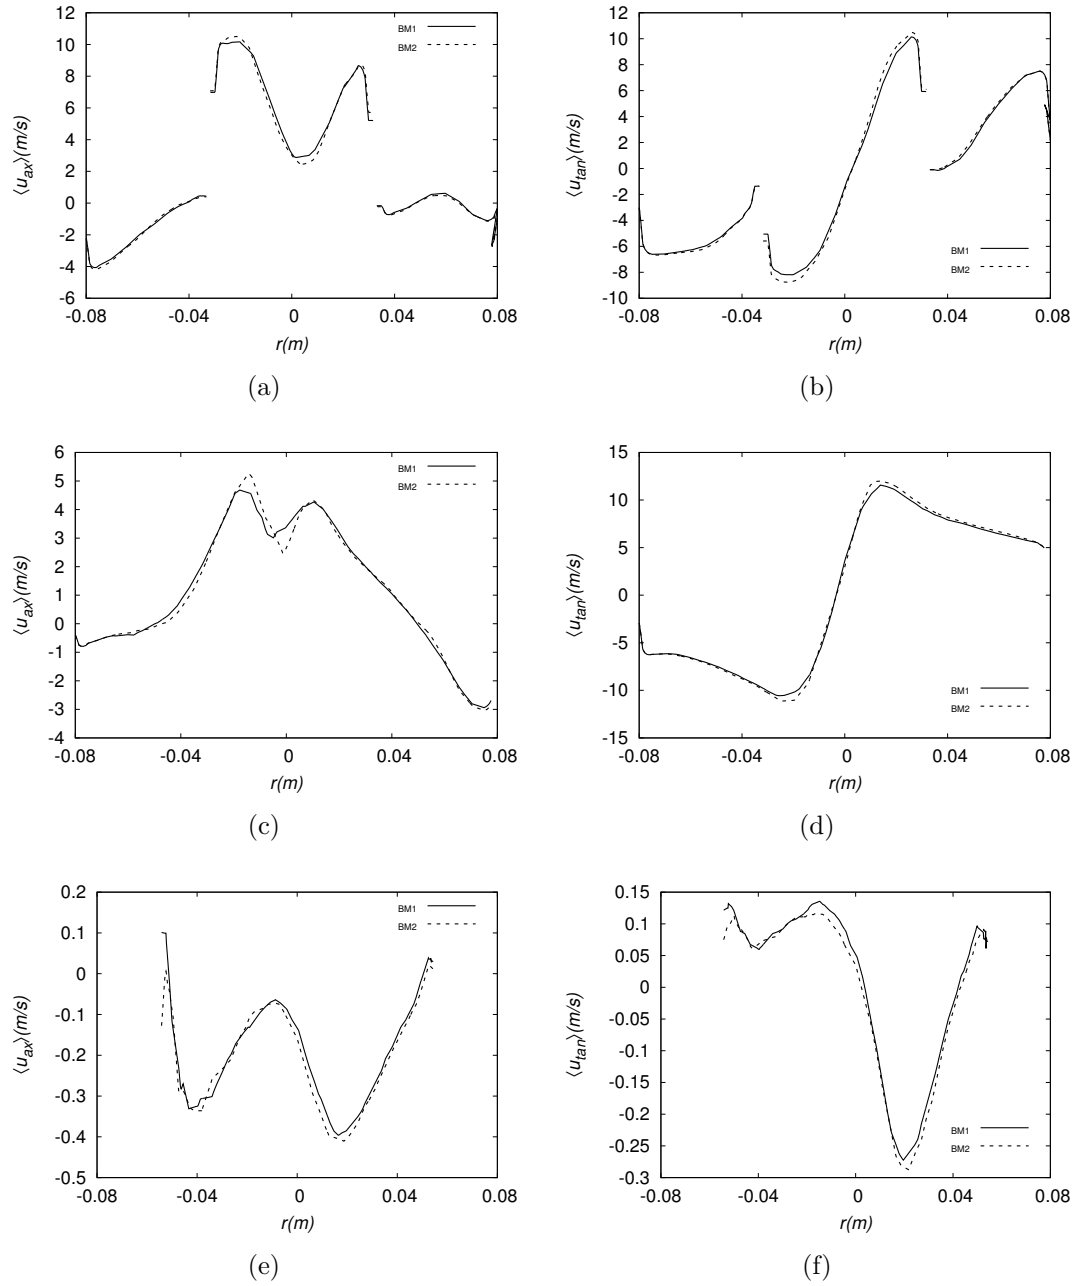 12
10
8
6
4
2
0
-2
-4
-6
-0.08 -0.04 0 0.04 0.08
⟨u_ax⟩(m/s)
r(m)
BM1
BM2
(a)
12
10
8
6
4
2
0
-2
-4
-6
-8
-10
-0.08 -0.04 0 0.04 0.08
⟨u_tan⟩(m/s)
r(m)
BM1
BM2
(b)
6
5
4
3
2
1
0
-1
-2
-3
-4
-0.08 -0.04 0 0.04 0.08
⟨u_ax⟩(m/s)
r(m)
BM1
BM2
(c)
15
10
5
0
-5
-10
-15
-0.08 -0.04 0 0.04 0.08
⟨u_tan⟩(m/s)
r(m)
BM1
BM2
(d)
0.2
0.1
0
-0.1
-0.2
-0.3
-0.4
-0.5
-0.08 -0.04 0 0.04 0.08
⟨u_ax⟩(m/s)
r(m)
BM1
BM2
(e)
0.15
0.1
0.05
0
-0.05
-0.1
-0.15
-0.2
-0.25
-0.3
-0.08 -0.04 0 0.04 0.08
⟨u_tan⟩(m/s)
r(m)
BM1
BM2
(f)